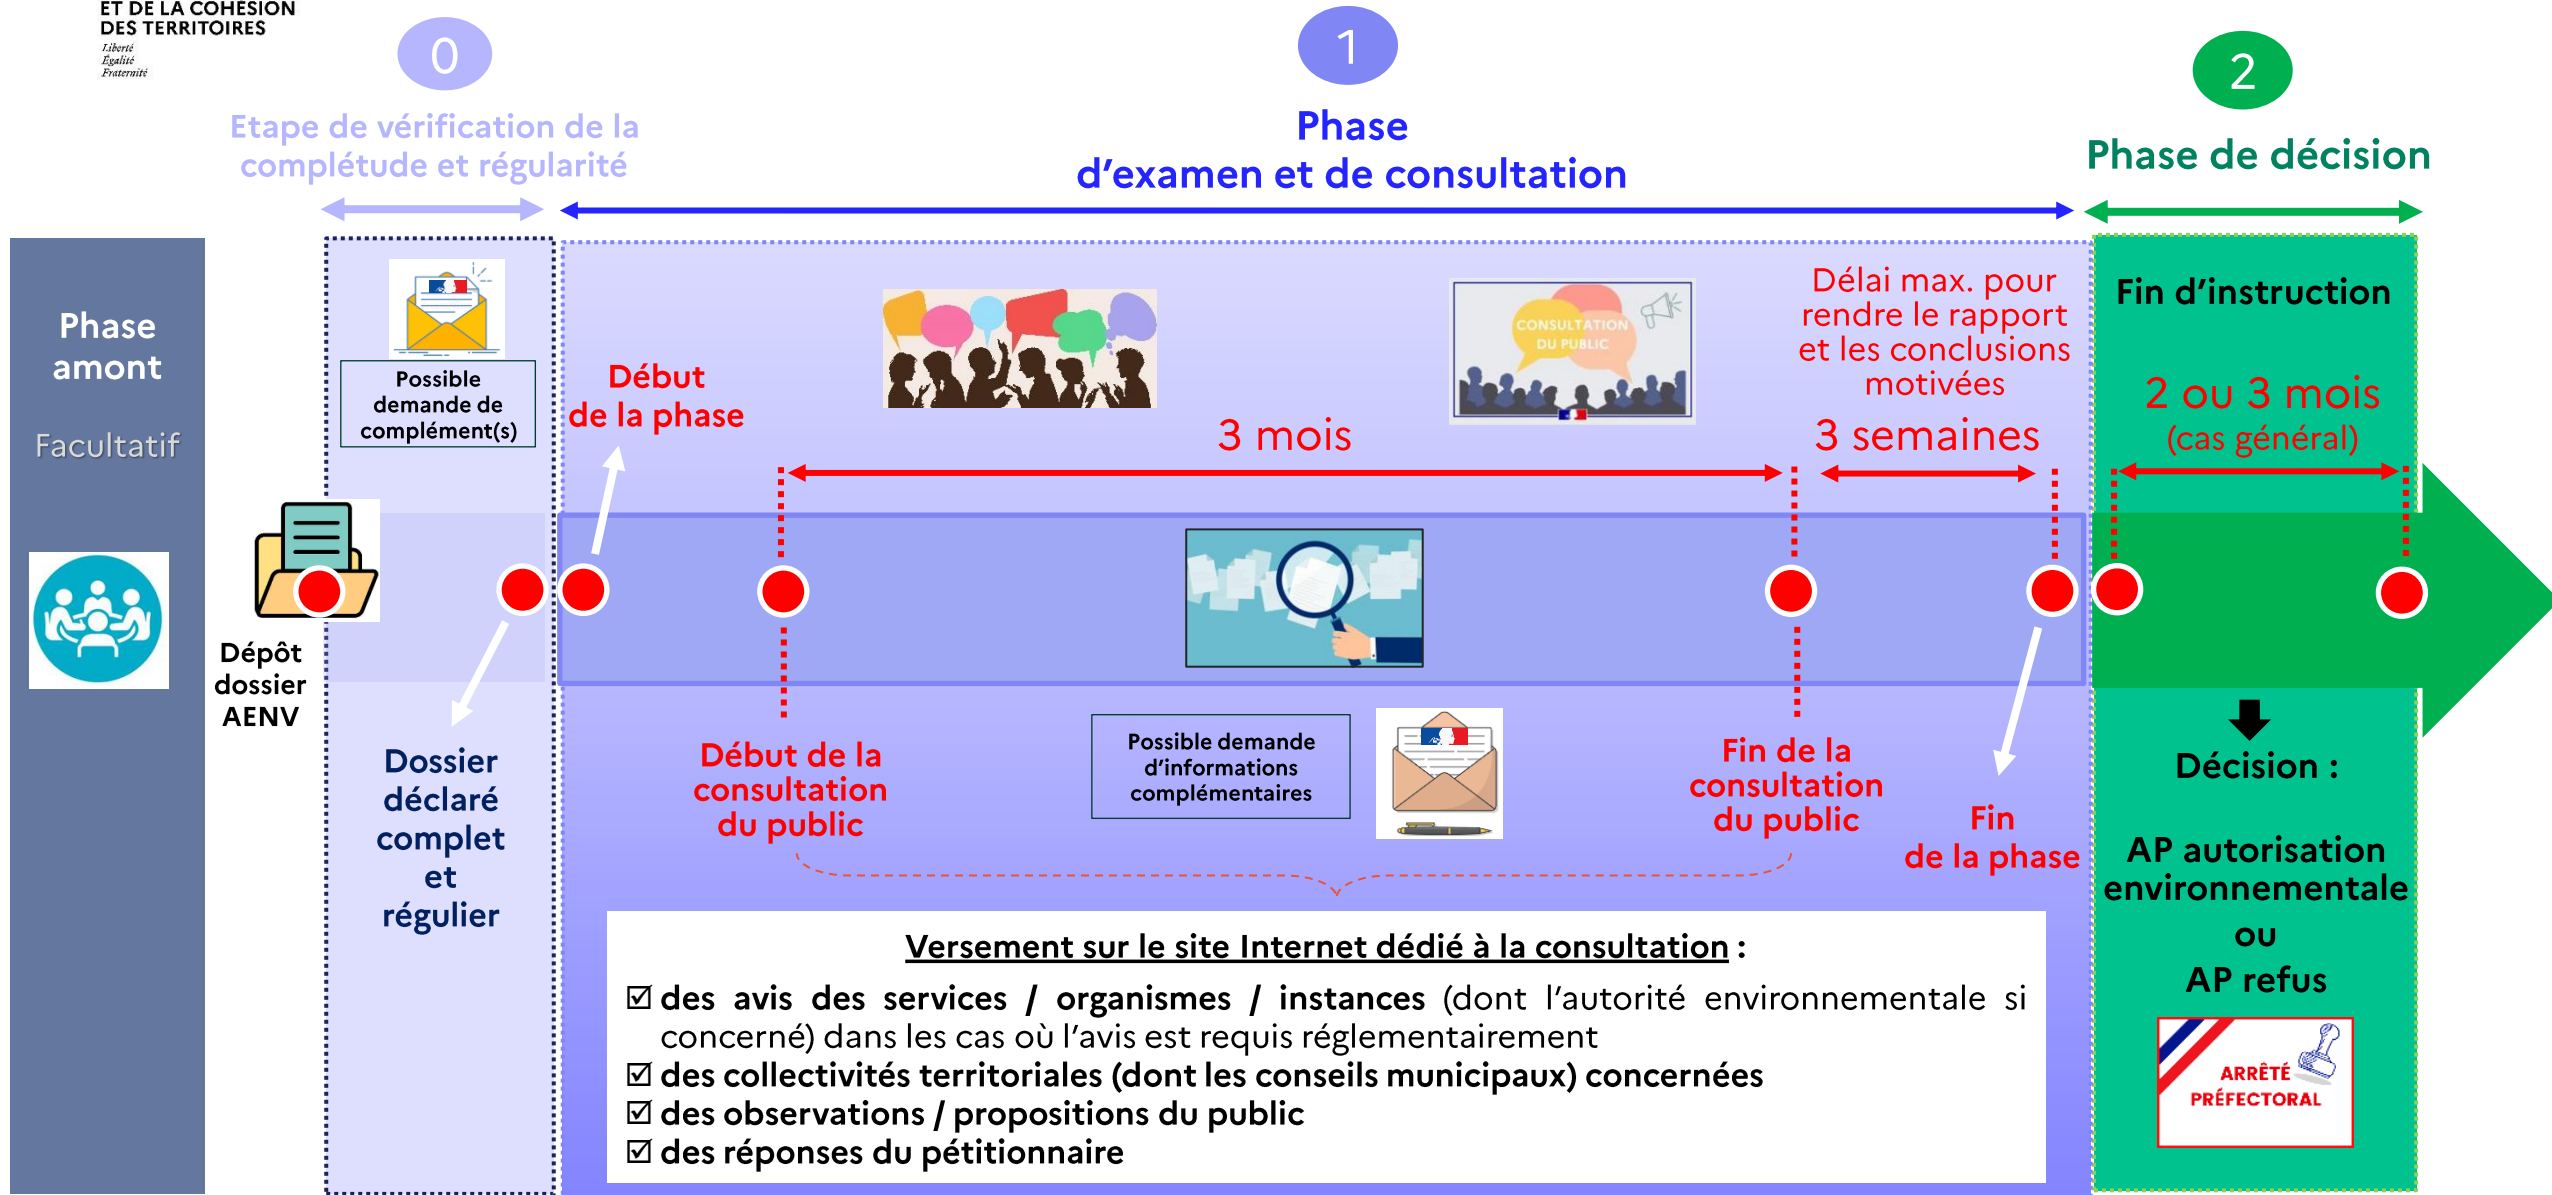 ET DE LA COHÉSION
DES TERRITOIRES
Liberté
Égalité
Fraternité
0
Etape de vérification de la
complétude et régularité
1
Phase
d'examen et de consultation
2
Phase de décision
Phase
amont
Facultatif
Possible
demande de
complément(s)
Dépôt
dossier
AENV
Dossier
déclaré
complet
et
régulier
Début
de la phase
CONSULTATION
DU PUBLIC
3 mois
Délai max. pour
rendre le rapport
et les conclusions
motivées
3 semaines
Début de la
consultation
du public
Possible demande
d'informations
complémentaires
Fin de la
consultation
du public
Fin
de la phase
Versement sur le site Internet dédié à la consultation :
☑ des avis des services / organismes / instances (dont l'autorité environnementale si
concerné) dans les cas où l'avis est requis réglementairement
☑ des collectivités territoriales (dont les conseils municipaux) concernées
☑ des observations / propositions du public
☑ des réponses du pétitionnaire
Fin d'instruction
2 ou 3 mois
(cas général)
Décision :
AP autorisation
environnementale
ou
AP refus
ARRÊTÉ
PRÉFECTORAL